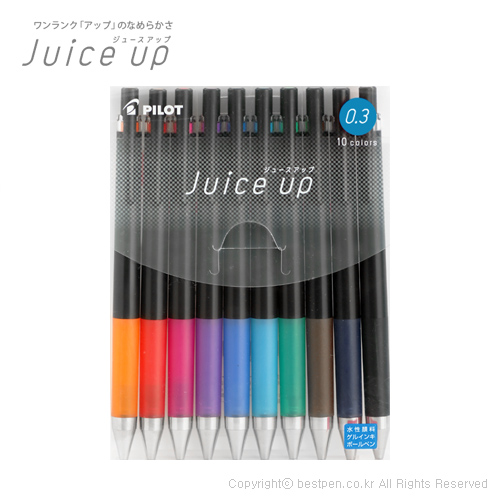 ワンランク「アップ」のなめらかさ
ジュースアップ
Juice up
PILOT
0.3
10 colors
ジュースアップ
Juice up
水性顔料
ゲルインキ
ボールペン
Copyrightⓒ bestpen.co.kr All Rights Reserved